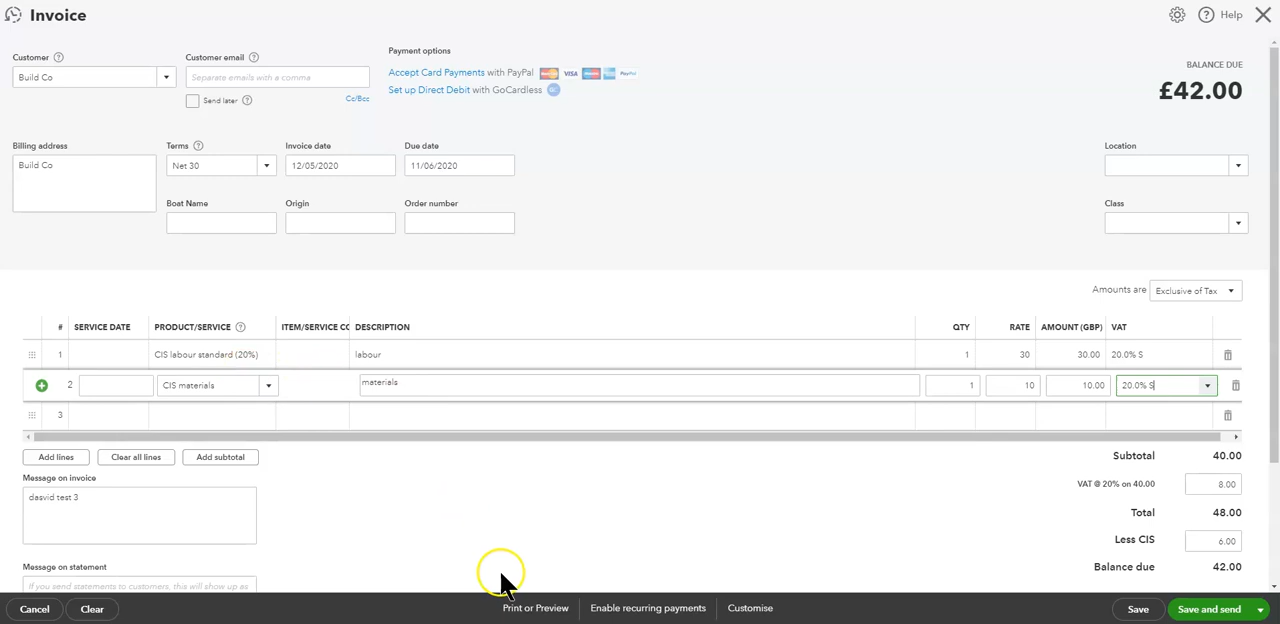 Invoice
Help
Customer
Customer email
Payment options
Build Co
Separate emails with a comma
Accept Card Payments with PayPal VISA PayPal
Send later
Cc/Bcc
Set up Direct Debit with GoCardless
BALANCE DUE
£42.00
Billing address
Terms
Invoice date
Due date
Location
Build Co
Net 30
12/05/2020
11/06/2020
Boat Name
Origin
Order number
Class
Amounts are Exclusive of Tax
# SERVICE DATE PRODUCT/SERVICE ITEM/SERVICE CO DESCRIPTION QTY RATE AMOUNT (GBP) VAT
1 CIS labour standard (20%) labour 1 30 30.00 20.0% S
2 CIS materials materials 1 10 10.00 20.0% S
3
Add lines
Clear all lines
Add subtotal
Subtotal 40.00
Message on invoice
VAT @ 20% on 40.00 8.00
dasvid test 3
Total 48.00
Less CIS 6.00
Message on statement
Balance due 42.00
If you send statements to customers, this will show up as
Cancel
Clear
Print or Preview
Enable recurring payments
Customise
Save
Save and send